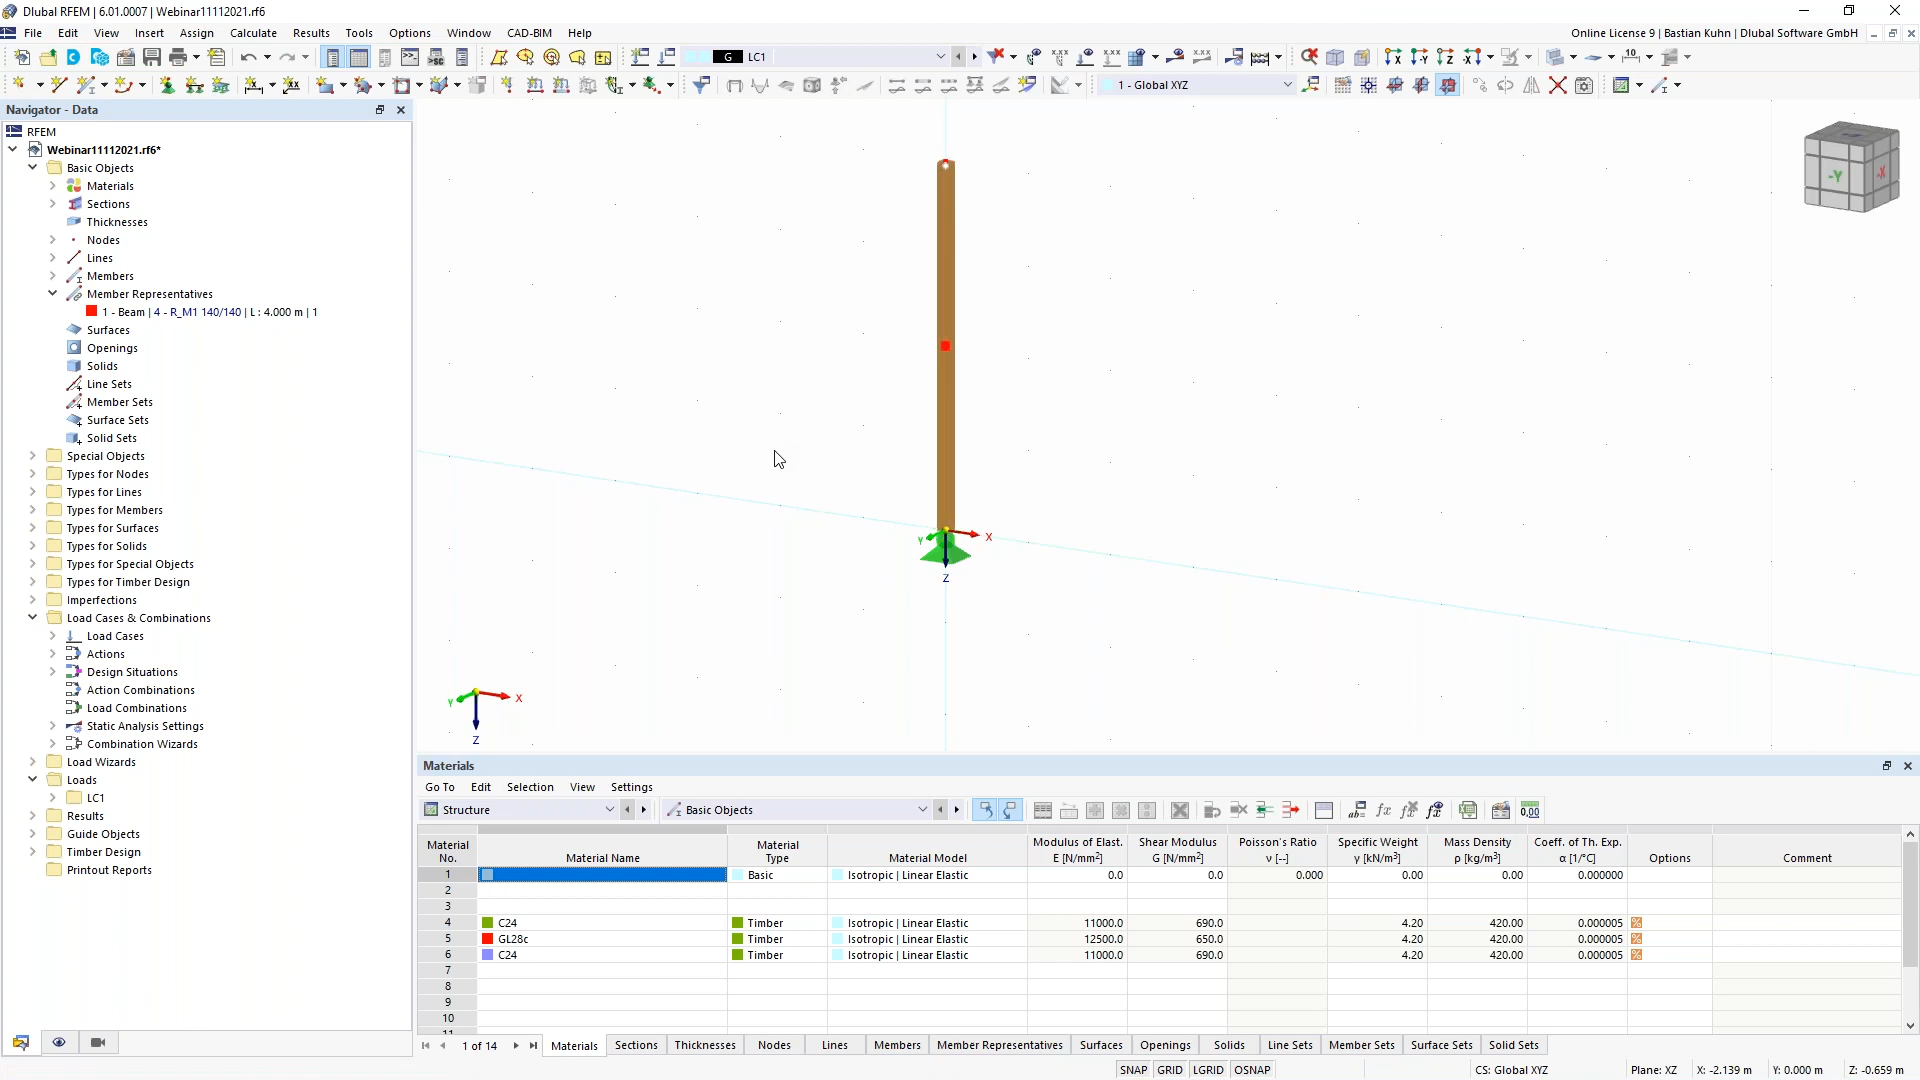 Dlubal RFEM | 6.01.0007 | Webinar11112021.rf6
File Edit View Insert Assign Calculate Results Tools Options Window CAD-BIM Help
Online License 9 | Bastian Kuhn | Dlubal Software GmbH
G LC1
1 - Global XYZ
Navigator - Data
RFEM
Webinar11112021.rf6*
Basic Objects
Materials
Sections
Thicknesses
Nodes
Lines
Members
Member Representatives
1 - Beam | 4 - R_M1 140/140 | L : 4.000 m | 1
Surfaces
Openings
Solids
Line Sets
Member Sets
Surface Sets
Solid Sets
Special Objects
Types for Nodes
Types for Lines
Types for Members
Types for Surfaces
Types for Solids
Types for Special Objects
Types for Timber Design
Imperfections
Load Cases & Combinations
Load Cases
Actions
Design Situations
Action Combinations
Load Combinations
Static Analysis Settings
Combination Wizards
Load Wizards
Loads
LC1
Results
Guide Objects
Timber Design
Printout Reports
-Y -X
Y X
Z
Y X
Z
Materials
Go To Edit Selection View Settings
Structure Basic Objects
Material No. Material Name Material Type Material Model Modulus of Elast. E [N/mm²] Shear Modulus G [N/mm²] Poisson's Ratio ν [--] Specific Weight γ [kN/m³] Mass Density ρ [kg/m³] Coeff. of Th. Exp. α [1/°C] Options Comment
1 Basic Isotropic | Linear Elastic 0.0 0.0 0.000 0.00 0.00 0.000000
2
3
4 C24 Timber Isotropic | Linear Elastic 11000.0 690.0 4.20 420.00 0.000005
5 GL28c Timber Isotropic | Linear Elastic 12500.0 650.0 4.20 420.00 0.000005
6 C24 Timber Isotropic | Linear Elastic 11000.0 690.0 4.20 420.00 0.000005
7
8
9
10
11
1 of 14 Materials Sections Thicknesses Nodes Lines Members Member Representatives Surfaces Openings Solids Line Sets Member Sets Surface Sets Solid Sets
SNAP GRID LGRID OSNAP CS: Global XYZ Plane: XZ X: -2.139 m Y: 0.000 m Z: -0.659 m